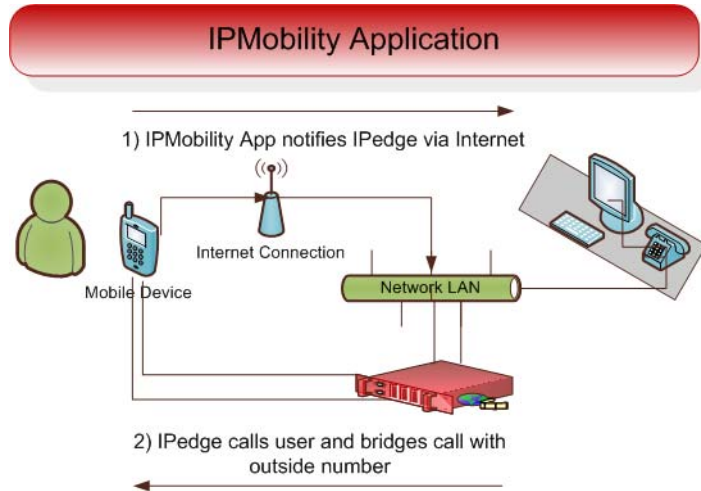 IPMobility Application
1) IPMobility App notifies IPedge via Internet
Internet Connection
Mobile Device
Network LAN
2) IPedge calls user and bridges call with
outside number